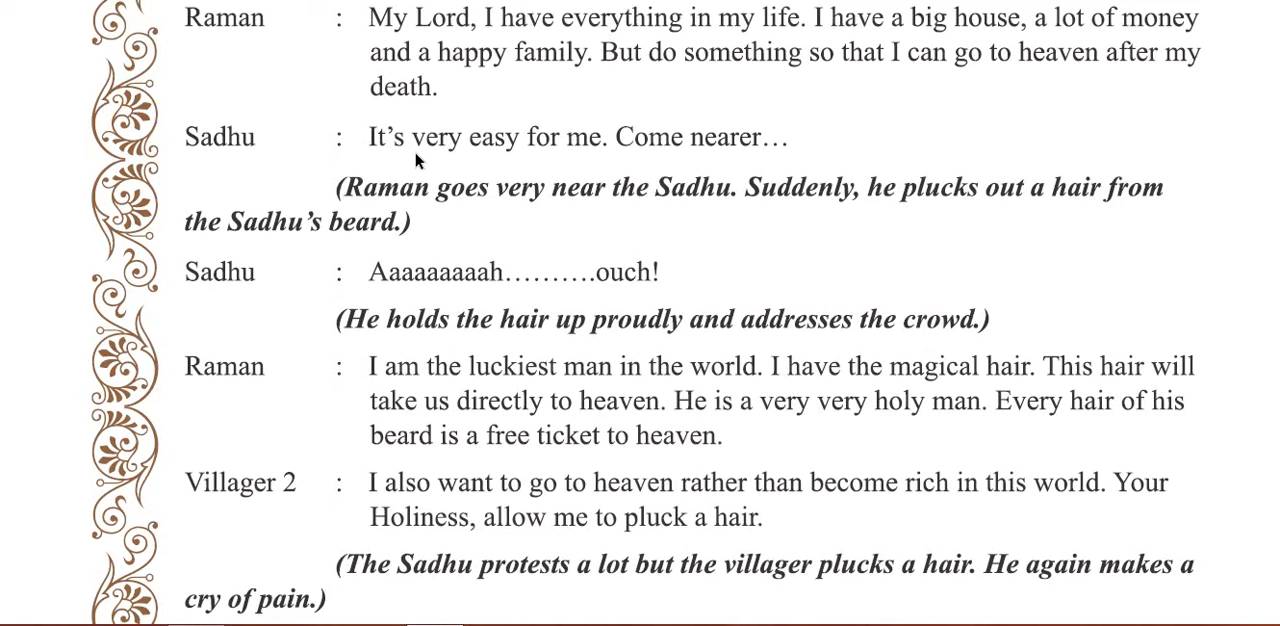 Raman : My Lord, I have everything in my life. I have a big house, a lot of money
and a happy family. But do something so that I can go to heaven after my
death.
Sadhu : It’s very easy for me. Come nearer…
(Raman goes very near the Sadhu. Suddenly, he plucks out a hair from
the Sadhu’s beard.)
Sadhu : Aaaaaaaaah……….ouch!
(He holds the hair up proudly and addresses the crowd.)
Raman : I am the luckiest man in the world. I have the magical hair. This hair will
take us directly to heaven. He is a very very holy man. Every hair of his
beard is a free ticket to heaven.
Villager 2 : I also want to go to heaven rather than become rich in this world. Your
Holiness, allow me to pluck a hair.
(The Sadhu protests a lot but the villager plucks a hair. He again makes a
cry of pain.)